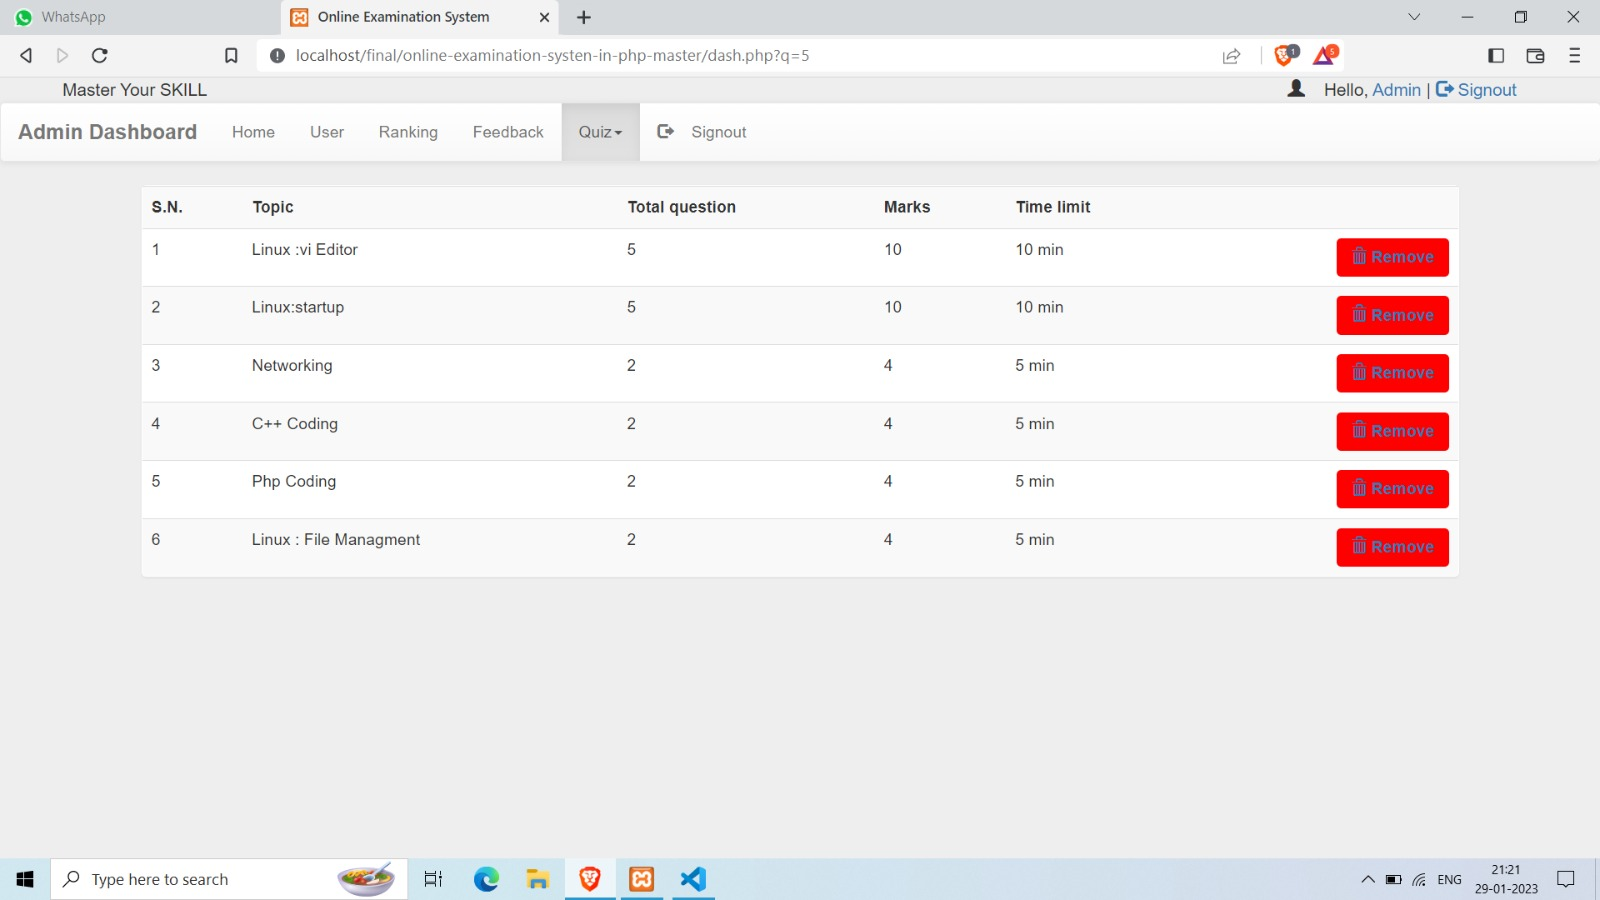 WhatsApp
Online Examination System
localhost/final/online-examination-systen-in-php-master/dash.php?q=5
1
5
Master Your SKILL
Hello, Admin | Signout
Admin Dashboard Home User Ranking Feedback Quiz Signout
S.N. Topic Total question Marks Time limit
1 Linux :vi Editor 5 10 10 min Remove
2 Linux:startup 5 10 10 min Remove
3 Networking 2 4 5 min Remove
4 C++ Coding 2 4 5 min Remove
5 Php Coding 2 4 5 min Remove
6 Linux : File Managment 2 4 5 min Remove
Type here to search
ENG
21:21
29-01-2023